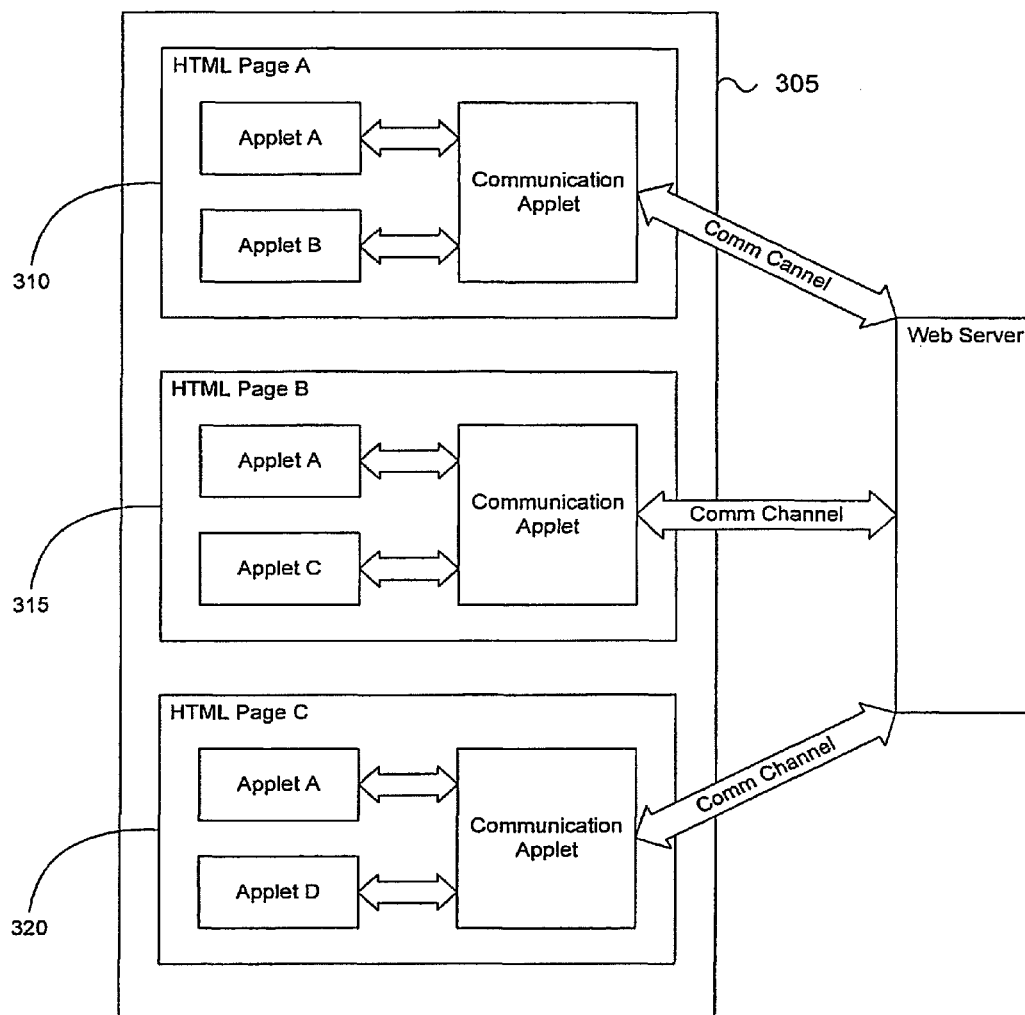 HTML Page A
305
Applet A
Communication
Applet
Applet B
Comm Cannel
310
Web Server
HTML Page B
Applet A
Communication
Applet
Comm Channel
Applet C
315
HTML Page C
Applet A
Communication
Applet
Comm Channel
Applet D
320